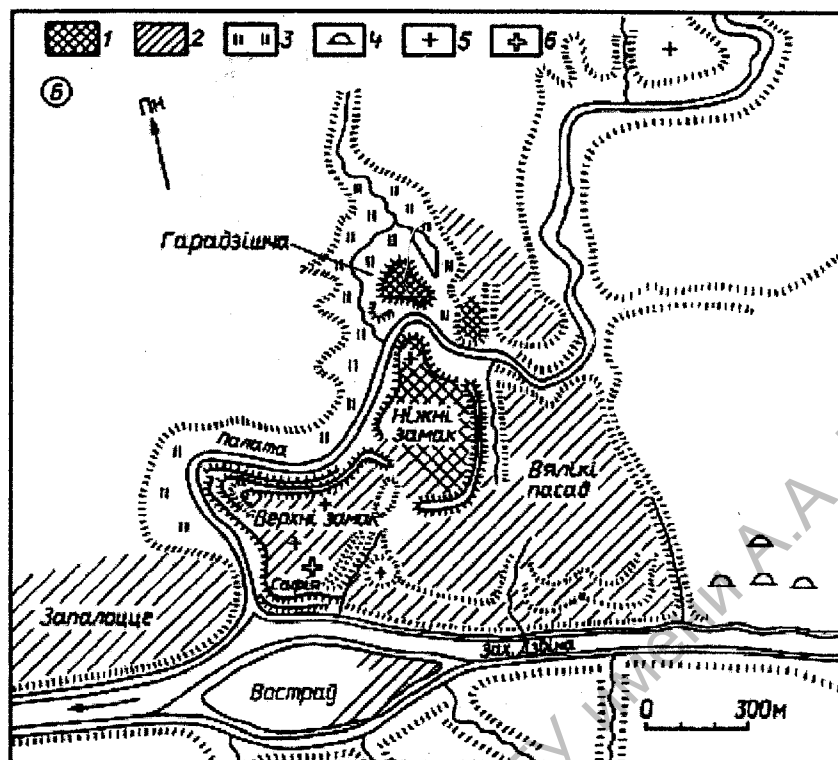 1 2 3 4 5 6
Б
Пн
Гарадзішча
Ніжні
замак
Палата
Вялікі
пасад
Верхні замак
Сафія
Запалоцце
Зах. Дзвіна
Востраў
0 300м
имени А.А.